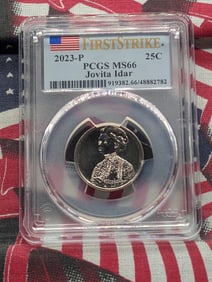 FIRSTSTRIKE
2023-P 25C
PCGS MS66
Jovita Idar
919382.66/48882782